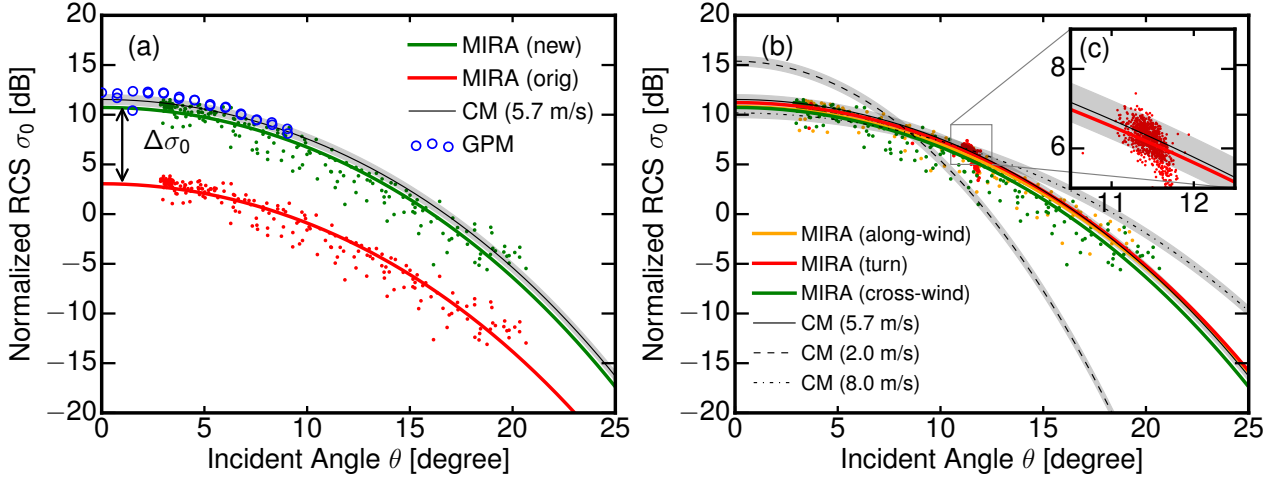 (a)
MIRA (new)
MIRA (orig)
CM (5.7 m/s)
GPM
Δσ₀
Normalized RCS σ₀ [dB]
20
15
10
5
0
−5
−10
−15
−20
0 5 10 15 20 25
Incident Angle θ [degree]
(b)
(c)
8
6
11 12
MIRA (along-wind)
MIRA (turn)
MIRA (cross-wind)
CM (5.7 m/s)
CM (2.0 m/s)
CM (8.0 m/s)
Normalized RCS σ₀ [dB]
20
15
10
5
0
−5
−10
−15
−20
0 5 10 15 20 25
Incident Angle θ [degree]